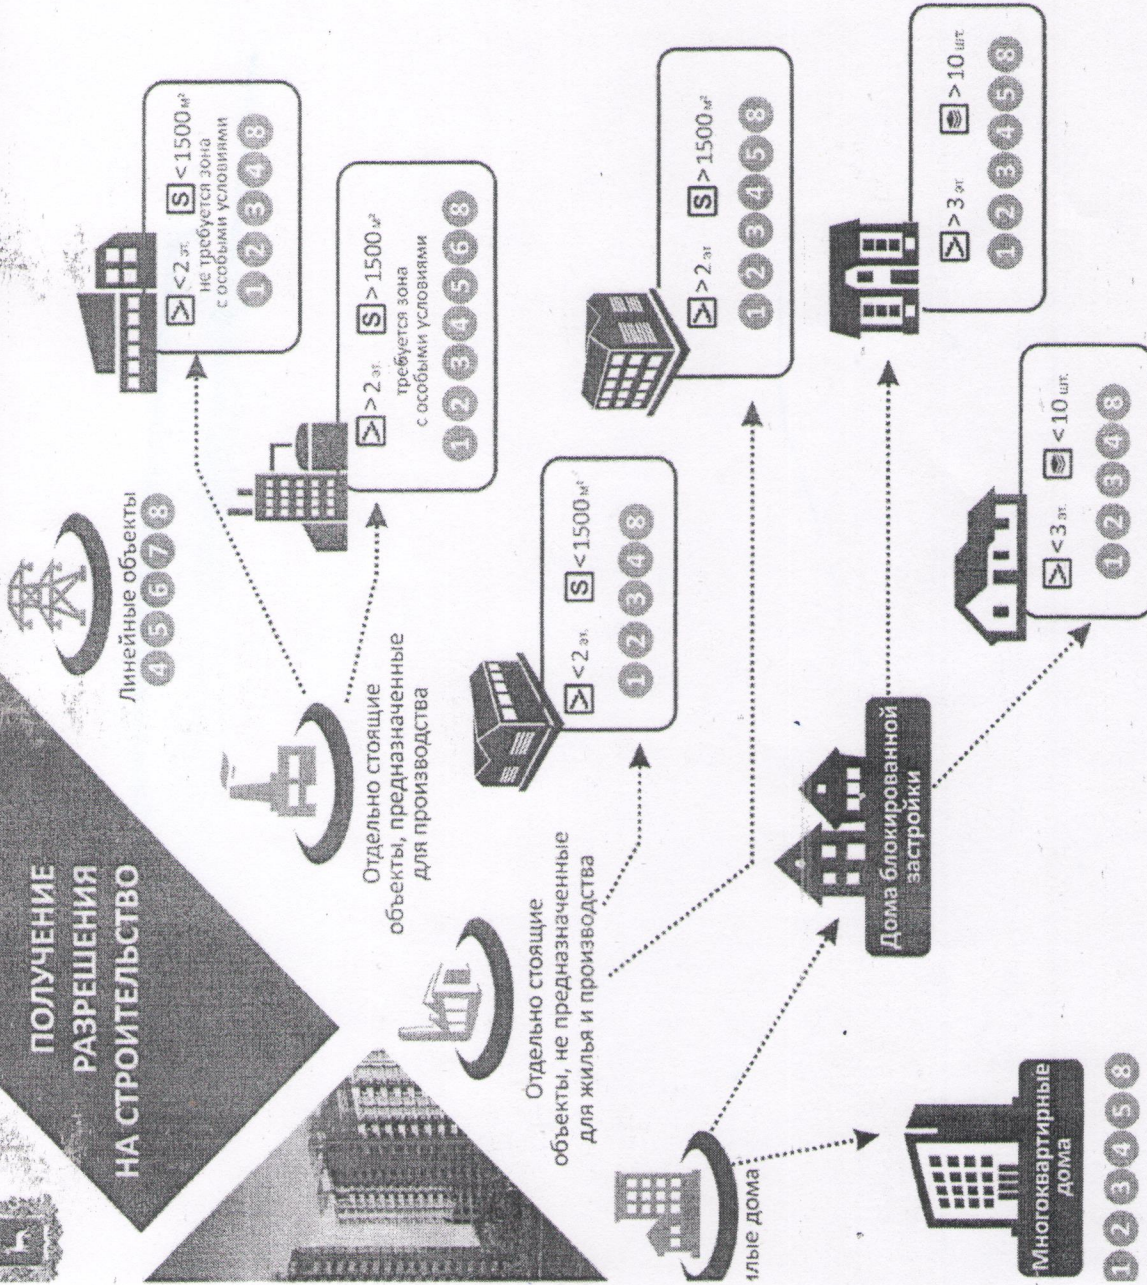 ПОЛУЧЕНИЕ
РАЗРЕШЕНИЯ
НА СТРОИТЕЛЬСТВО
Линейные объекты
4 5 6 7 8
Отдельно стоящие
объекты, предназначенные
для производства
< 2 эт. S < 1500 м²
не требуется зона
с особыми условиями
1 2 3 4 8
> 2 эт. S > 1500 м²
требуется зона
с особыми условиями
1 2 3 4 5 6 8
Отдельно стоящие
объекты, не предназначенные
для жилья и производства
< 2 эт. S < 1500 м²
1 2 3 4 8
> 2 эт. S > 1500 м²
1 2 3 4 5 8
дома
Дома блокированной
застройки
> 3 эт. > 10 шт.
1 2 3 4 5 8
< 3 эт. < 10 шт.
1 2 3 4 8
Многоквартирные
дома
1 2 3 4 5 8